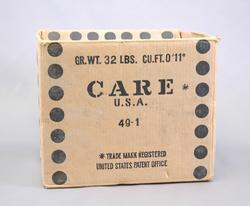 GR.WT. 32 LBS. CU.FT.0'11"
CARE *
U.S.A.
49-1
* TRADE MARK REGISTERED
UNITED STATES PATENT OFFICE